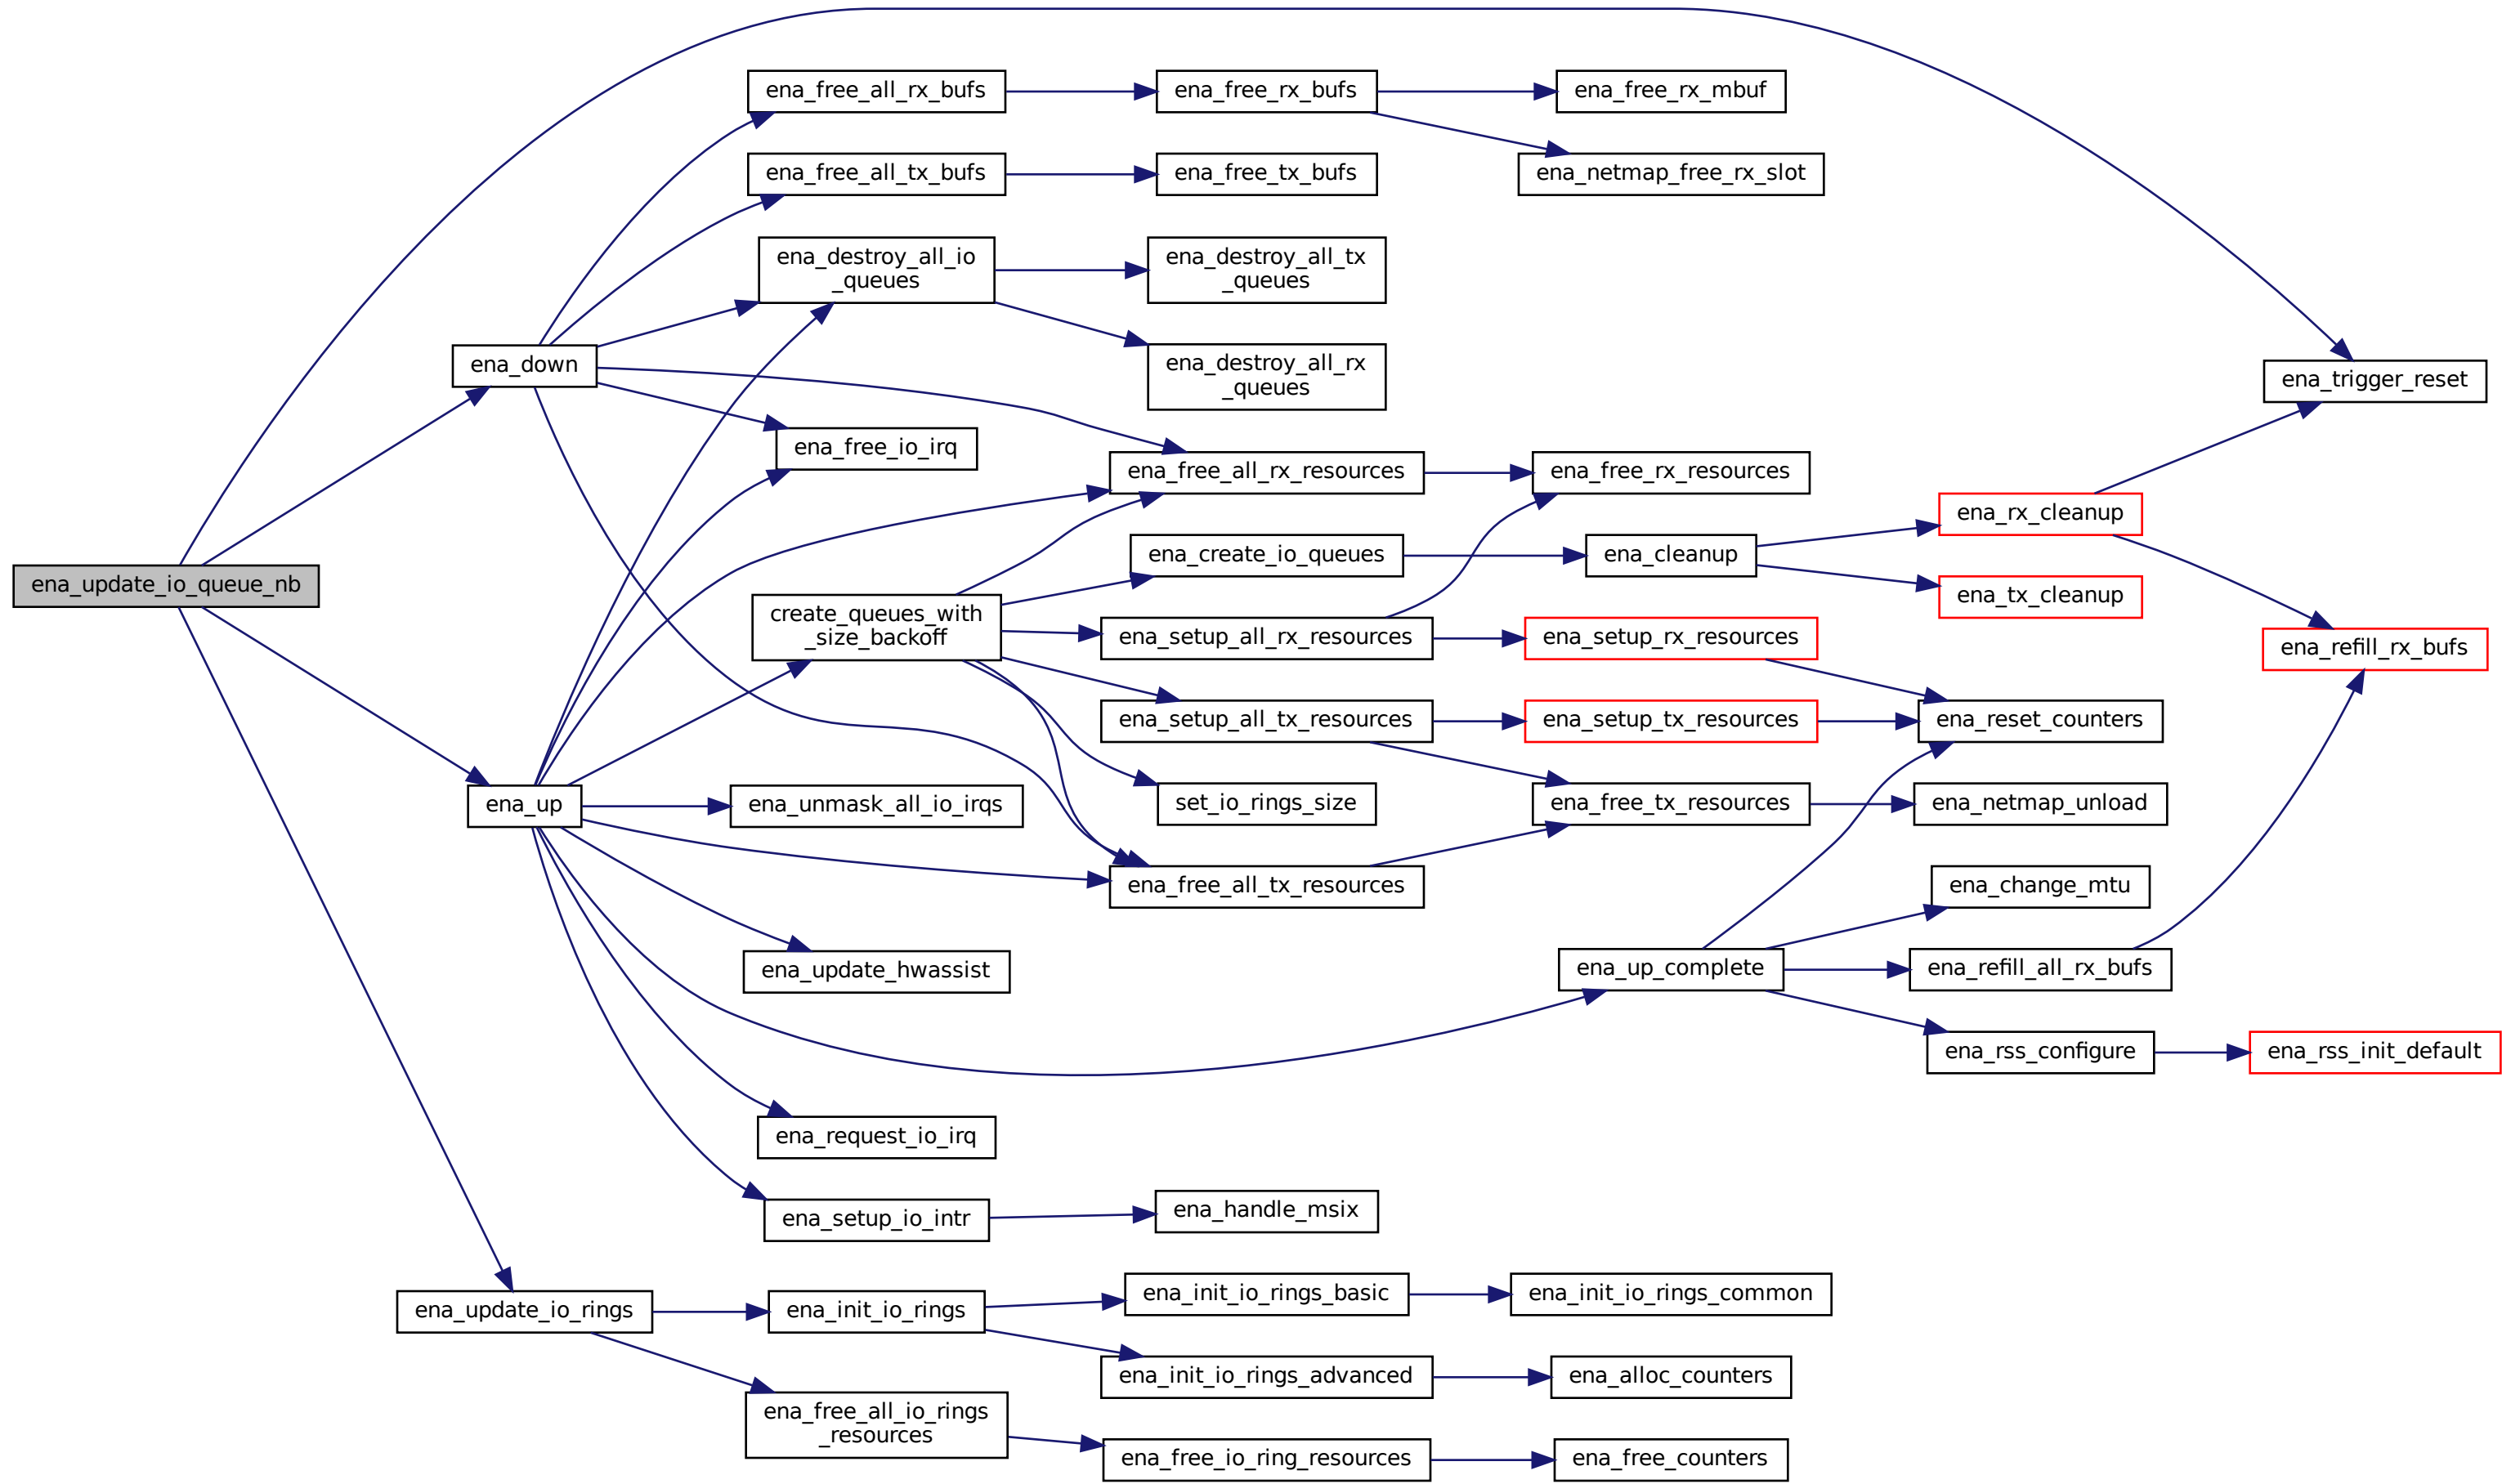 ena_update_io_queue_nb
ena_down
ena_up
ena_update_io_rings
ena_free_all_rx_bufs
ena_free_all_tx_bufs
ena_destroy_all_io
_queues
ena_free_io_irq
create_queues_with
_size_backoff
ena_unmask_all_io_irqs
ena_update_hwassist
ena_request_io_irq
ena_setup_io_intr
ena_init_io_rings
ena_free_all_io_rings
_resources
ena_free_rx_bufs
ena_free_tx_bufs
ena_destroy_all_tx
_queues
ena_destroy_all_rx
_queues
ena_free_all_rx_resources
ena_create_io_queues
ena_setup_all_rx_resources
ena_setup_all_tx_resources
set_io_rings_size
ena_free_all_tx_resources
ena_handle_msix
ena_init_io_rings_basic
ena_init_io_rings_advanced
ena_free_io_ring_resources
ena_free_rx_mbuf
ena_netmap_free_rx_slot
ena_free_rx_resources
ena_cleanup
ena_setup_rx_resources
ena_setup_tx_resources
ena_free_tx_resources
ena_up_complete
ena_init_io_rings_common
ena_alloc_counters
ena_free_counters
ena_rx_cleanup
ena_tx_cleanup
ena_reset_counters
ena_netmap_unload
ena_change_mtu
ena_refill_all_rx_bufs
ena_rss_configure
ena_trigger_reset
ena_refill_rx_bufs
ena_rss_init_default